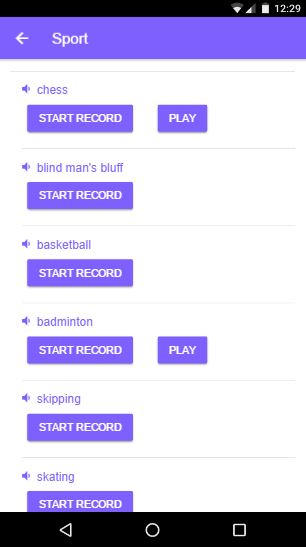 12:29
Sport
chess
START RECORD PLAY
blind man's bluff
START RECORD
basketball
START RECORD
badminton
START RECORD PLAY
skipping
START RECORD
skating
START RECORD